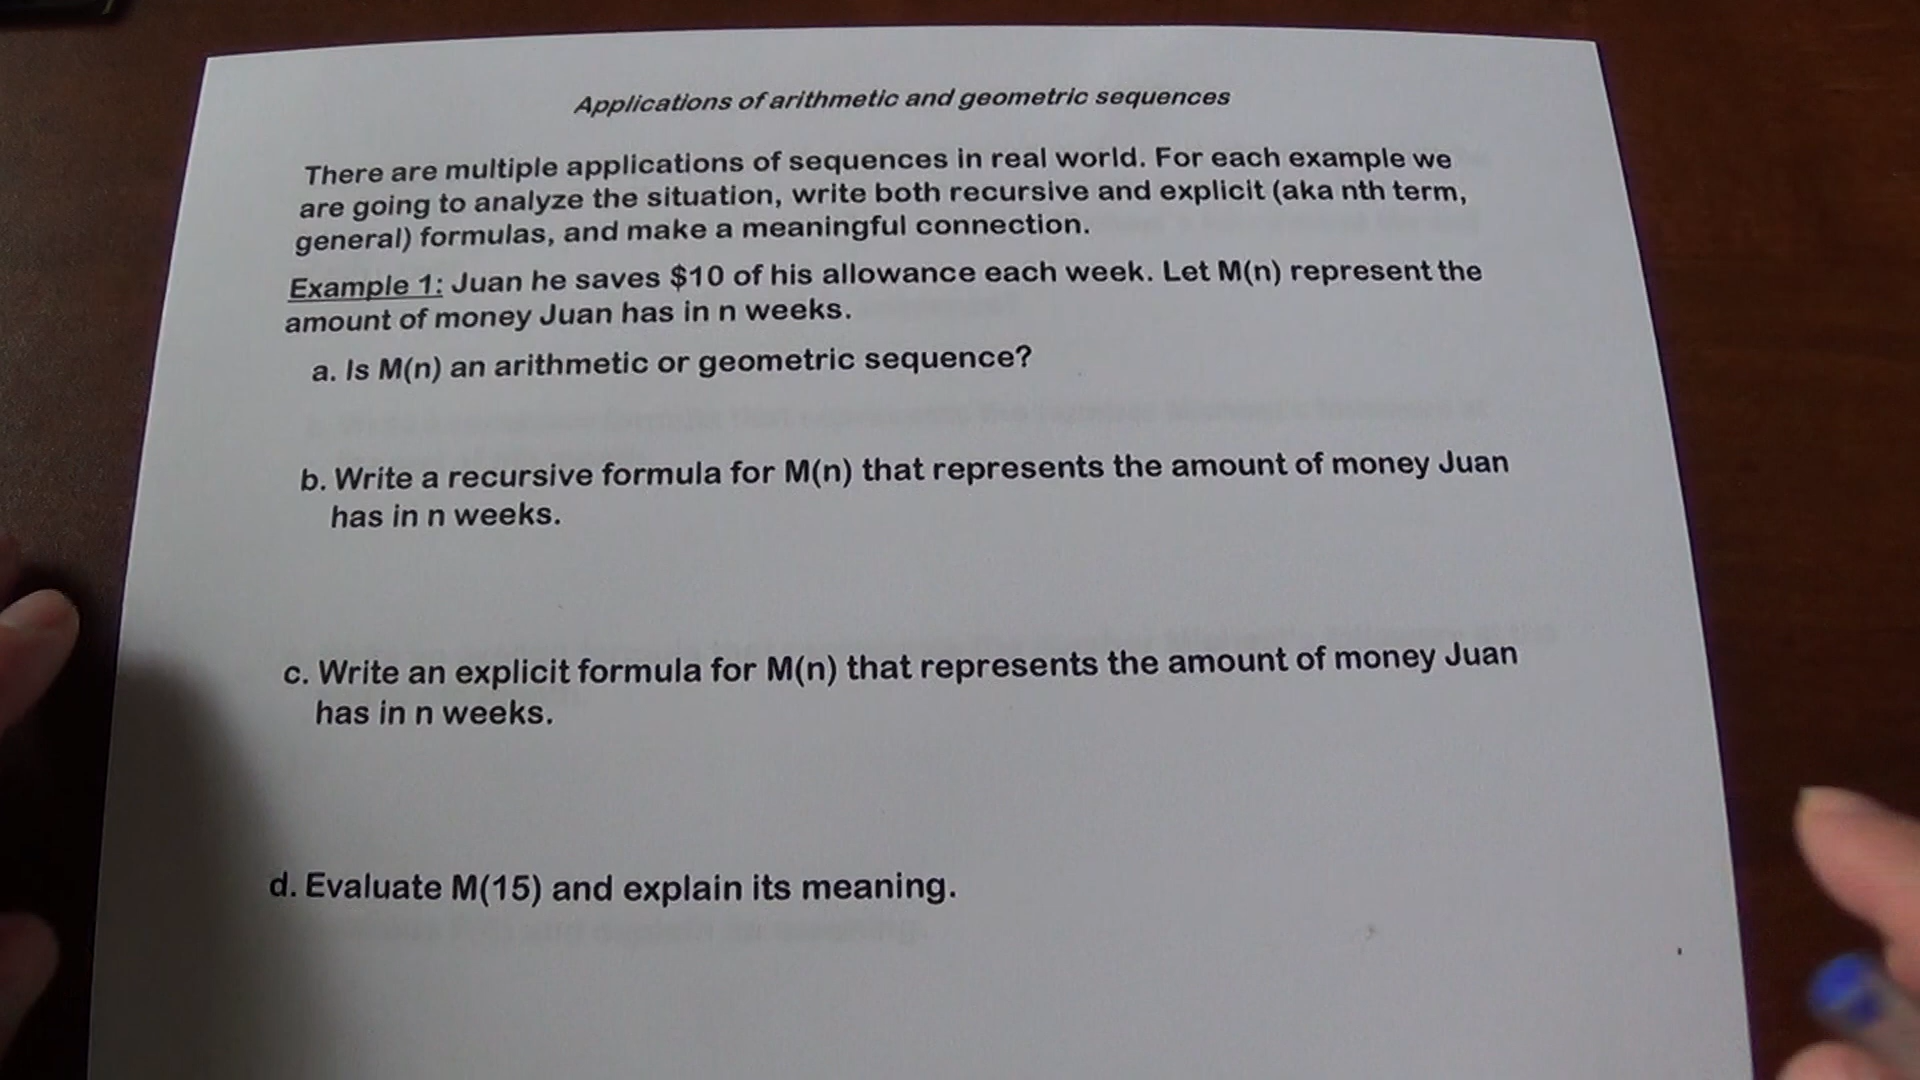 Applications of arithmetic and geometric sequences
There are multiple applications of sequences in real world. For each example we
are going to analyze the situation, write both recursive and explicit (aka nth term,
general) formulas, and make a meaningful connection.
Example 1: Juan he saves $10 of his allowance each week. Let M(n) represent the
amount of money Juan has in n weeks.
a. Is M(n) an arithmetic or geometric sequence?
b. Write a recursive formula for M(n) that represents the amount of money Juan
has in n weeks.
c. Write an explicit formula for M(n) that represents the amount of money Juan
has in n weeks.
d. Evaluate M(15) and explain its meaning.